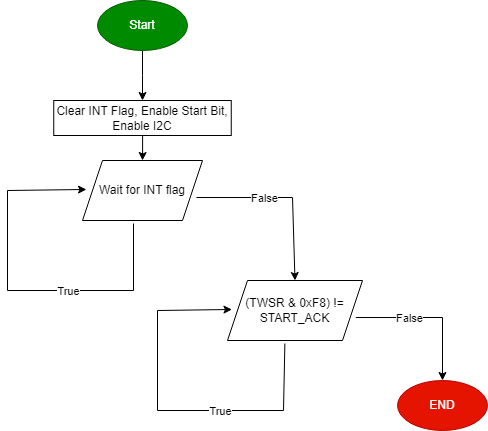 Start
Clear INT Flag, Enable Start Bit,
Enable I2C
Wait for INT flag
False
True
(TWSR & 0xF8) !=
START_ACK
False
True
END